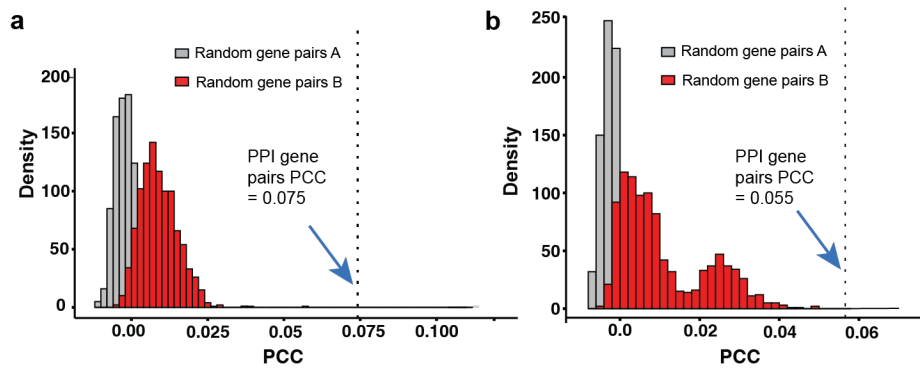 a
Random gene pairs A
Random gene pairs B
200
150
100
50
0
Density
PPI gene
pairs PCC
= 0.075
0.00
0.025
0.05
0.075
0.100
PCC
b
Random gene pairs A
Random gene pairs B
250
200
150
100
50
0
Density
PPI gene
pairs PCC
= 0.055
0.0
0.02
0.04
0.06
PCC